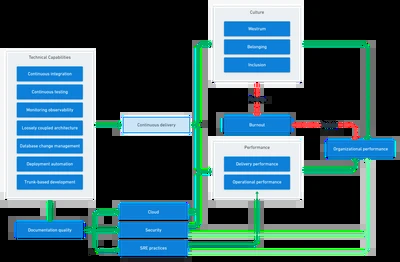 Culture
Westrum
Belonging
Inclusion
Technical Capabilities
Continuous integration
Continuous testing
Monitoring observability
Loosely coupled architecture
Database change management
Deployment automation
Trunk-based development
Continuous delivery
Burnout
Performance
Delivery performance
Operational performance
Organizational performance
Documentation quality
Cloud
Security
SRE practices